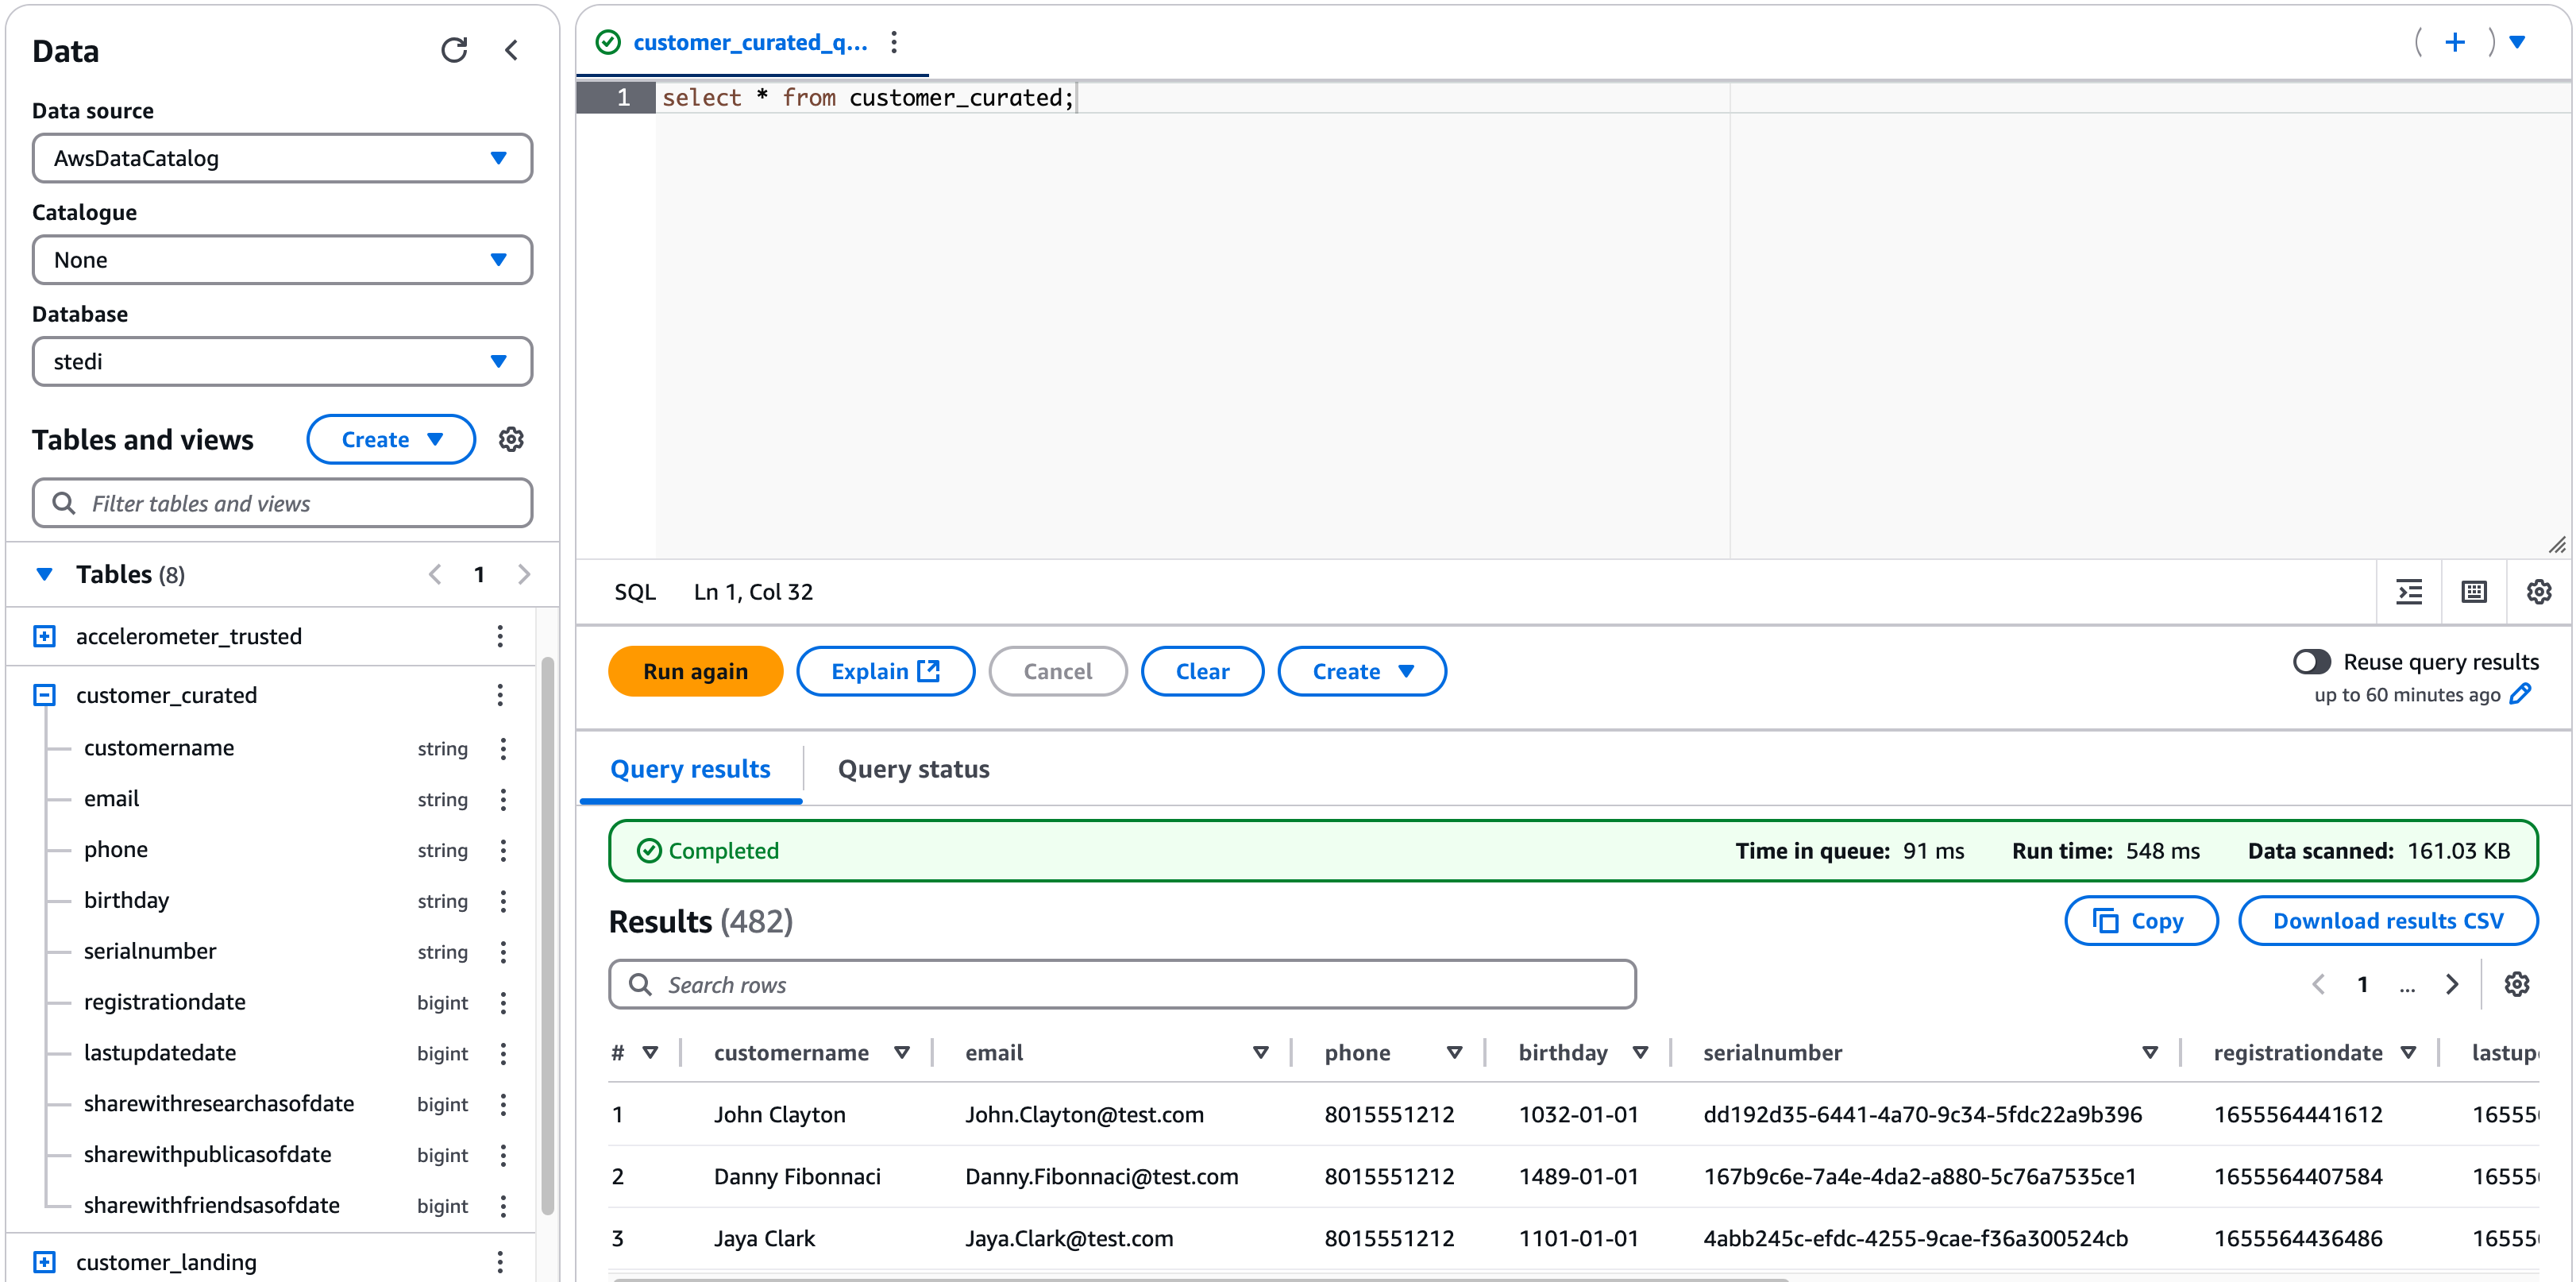 Data
Data source
AwsDataCatalog
Catalogue
None
Database
stedi
Tables and views
Create
Filter tables and views
Tables (8)
1
accelerometer_trusted
customer_curated
customername string
email string
phone string
birthday string
serialnumber string
registrationdate bigint
lastupdatedate bigint
sharewithresearchasofdate bigint
sharewithpublicasofdate bigint
sharewithfriendsasofdate bigint
customer_landing
customer_curated_q...
1 select * from customer_curated;
SQL Ln 1, Col 32
Run again Explain Cancel Clear Create
Reuse query results
up to 60 minutes ago
Query results Query status
Completed Time in queue: 91 ms Run time: 548 ms Data scanned: 161.03 KB
Results (482) Copy Download results CSV
Search rows 1 ...
# customername email phone birthday serialnumber registrationdate lastup
1 John Clayton John.Clayton@test.com 8015551212 1032-01-01 dd192d35-6441-4a70-9c34-5fdc22a9b396 1655564441612 16555
2 Danny Fibonnaci Danny.Fibonnaci@test.com 8015551212 1489-01-01 167b9c6e-7a4e-4da2-a880-5c76a7535ce1 1655564407584 16555
3 Jaya Clark Jaya.Clark@test.com 8015551212 1101-01-01 4abb245c-efdc-4255-9cae-f36a300524cb 1655564436486 16555